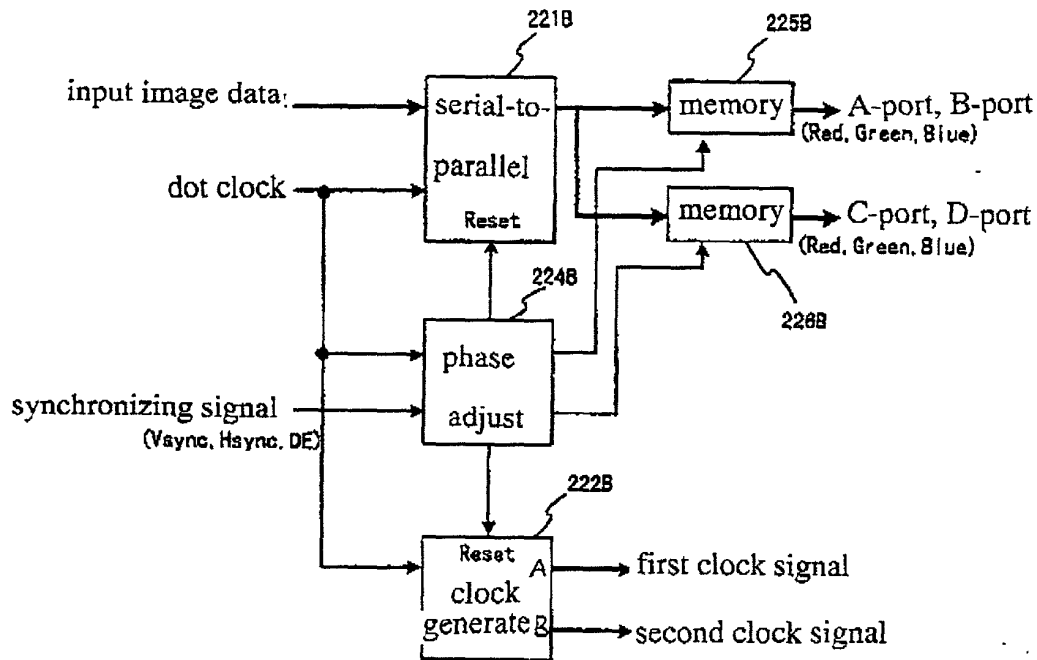 221B
225B
input image data:
serial-to-
parallel
Reset
memory
A-port, B-port
(Red, Green, Blue)
dot clock
memory
C-port, D-port
(Red, Green, Blue)
226B
224B
phase
adjust
synchronizing signal
(Vsync, Hsync, DE)
222B
Reset
A
clock
generate B
first clock signal
second clock signal